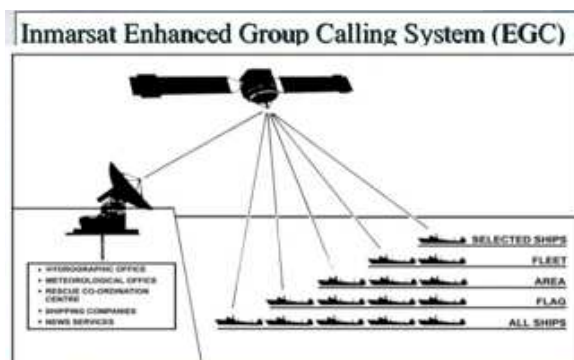 Inmarsat Enhanced Group Calling System (EGC)
• HYDROGRAPHIC OFFICE
• METEOROLOGICAL OFFICE
• RESCUE CO-ORDINATION
CENTRE
• SHIPPING COMPANIES
• NEWS SERVICES
SELECTED SHIPS
FLEET
AREA
FLAG
ALL SHIPS